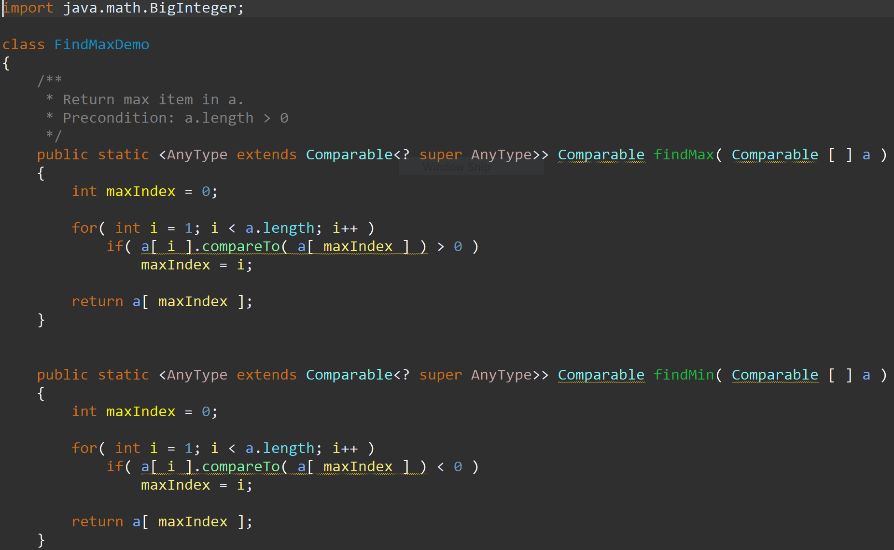 import java.math.BigInteger;
class FindMaxDemo
{
/**
* Return max item in a.
* Precondition: a.length > 0
*/
public static <AnyType extends Comparable<? super AnyType>> Comparable findMax( Comparable [ ] a )
{
int maxIndex = 0;
for( int i = 1; i < a.length; i++ )
if( a[ i ].compareTo( a[ maxIndex ] ) > 0 )
maxIndex = i;
return a[ maxIndex ];
}
public static <AnyType extends Comparable<? super AnyType>> Comparable findMin( Comparable [ ] a )
{
int maxIndex = 0;
for( int i = 1; i < a.length; i++ )
if( a[ i ].compareTo( a[ maxIndex ] ) < 0 )
maxIndex = i;
return a[ maxIndex ];
}